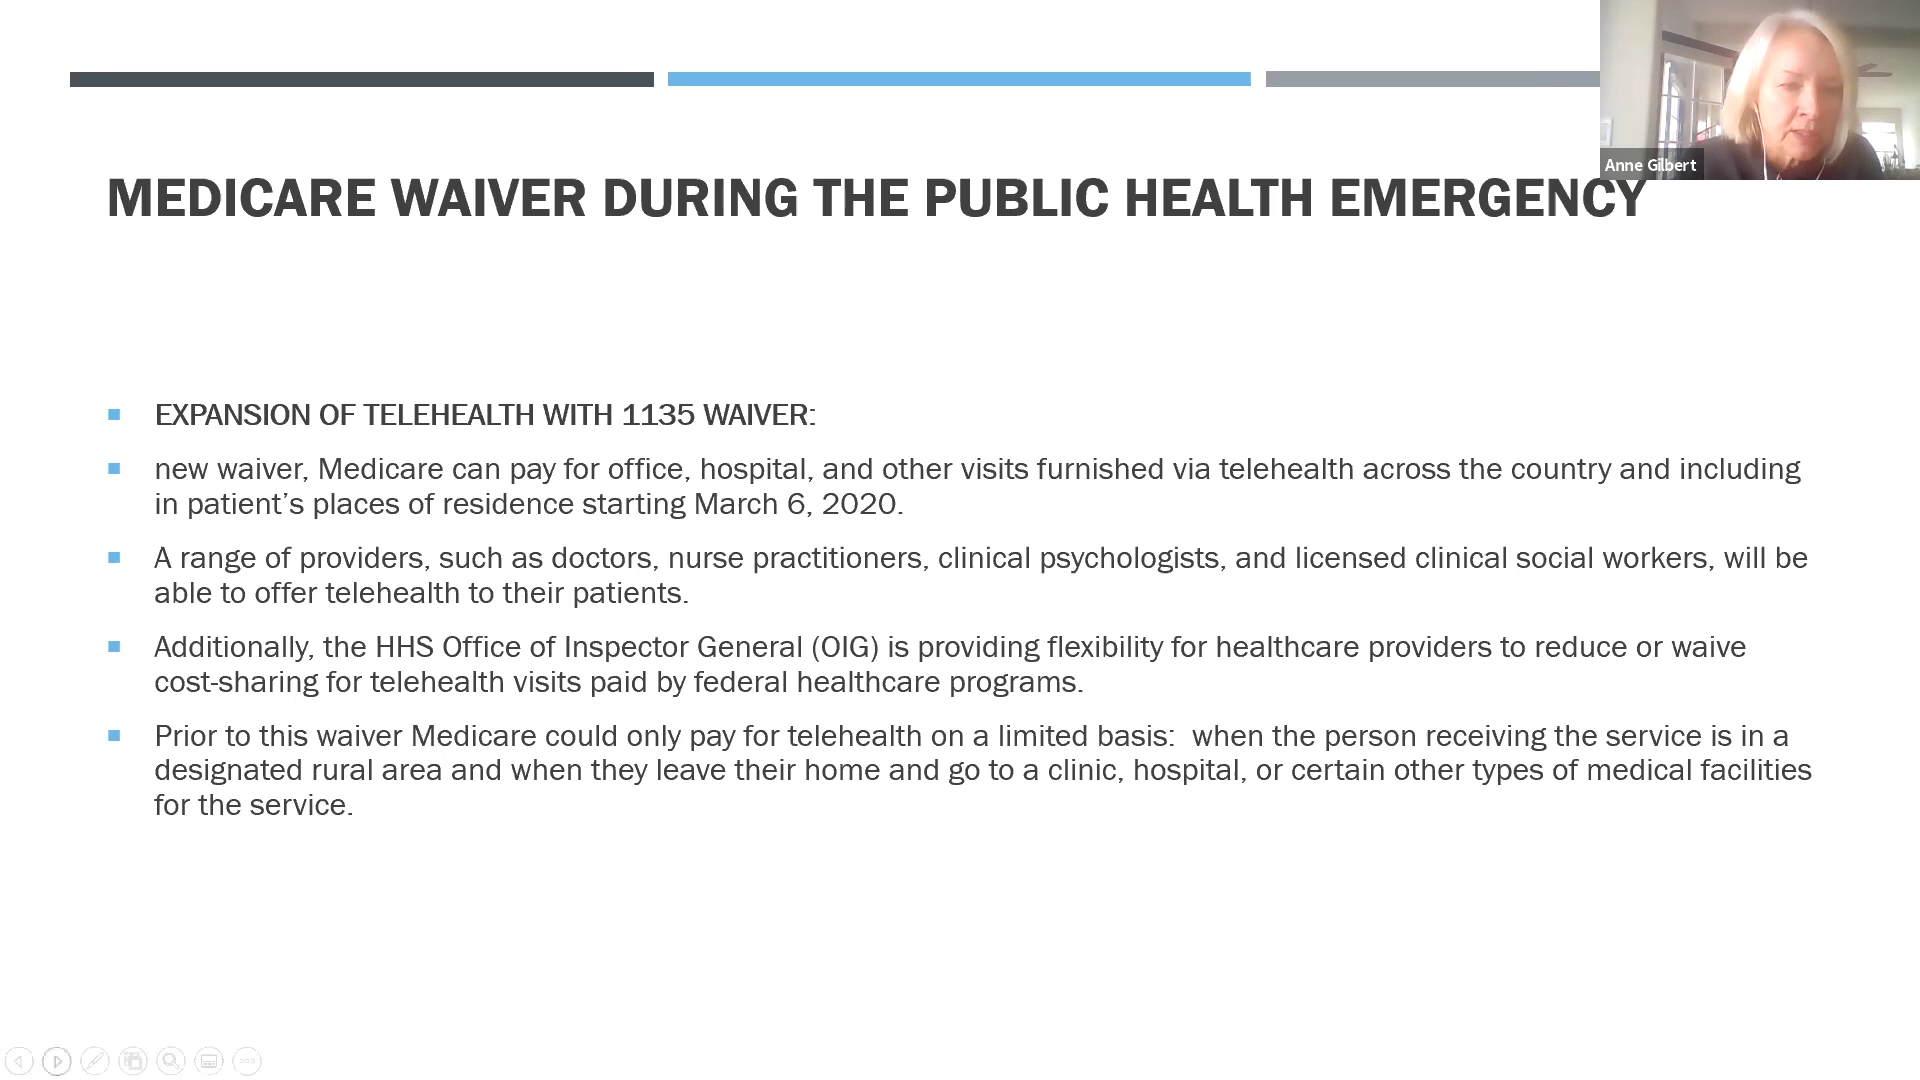 Anne Gilbert
MEDICARE WAIVER DURING THE PUBLIC HEALTH EMERGENCY
EXPANSION OF TELEHEALTH WITH 1135 WAIVER:
new waiver, Medicare can pay for office, hospital, and other visits furnished via telehealth across the country and including
in patient’s places of residence starting March 6, 2020.
A range of providers, such as doctors, nurse practitioners, clinical psychologists, and licensed clinical social workers, will be
able to offer telehealth to their patients.
Additionally, the HHS Office of Inspector General (OIG) is providing flexibility for healthcare providers to reduce or waive
cost-sharing for telehealth visits paid by federal healthcare programs.
Prior to this waiver Medicare could only pay for telehealth on a limited basis:  when the person receiving the service is in a
designated rural area and when they leave their home and go to a clinic, hospital, or certain other types of medical facilities
for the service.